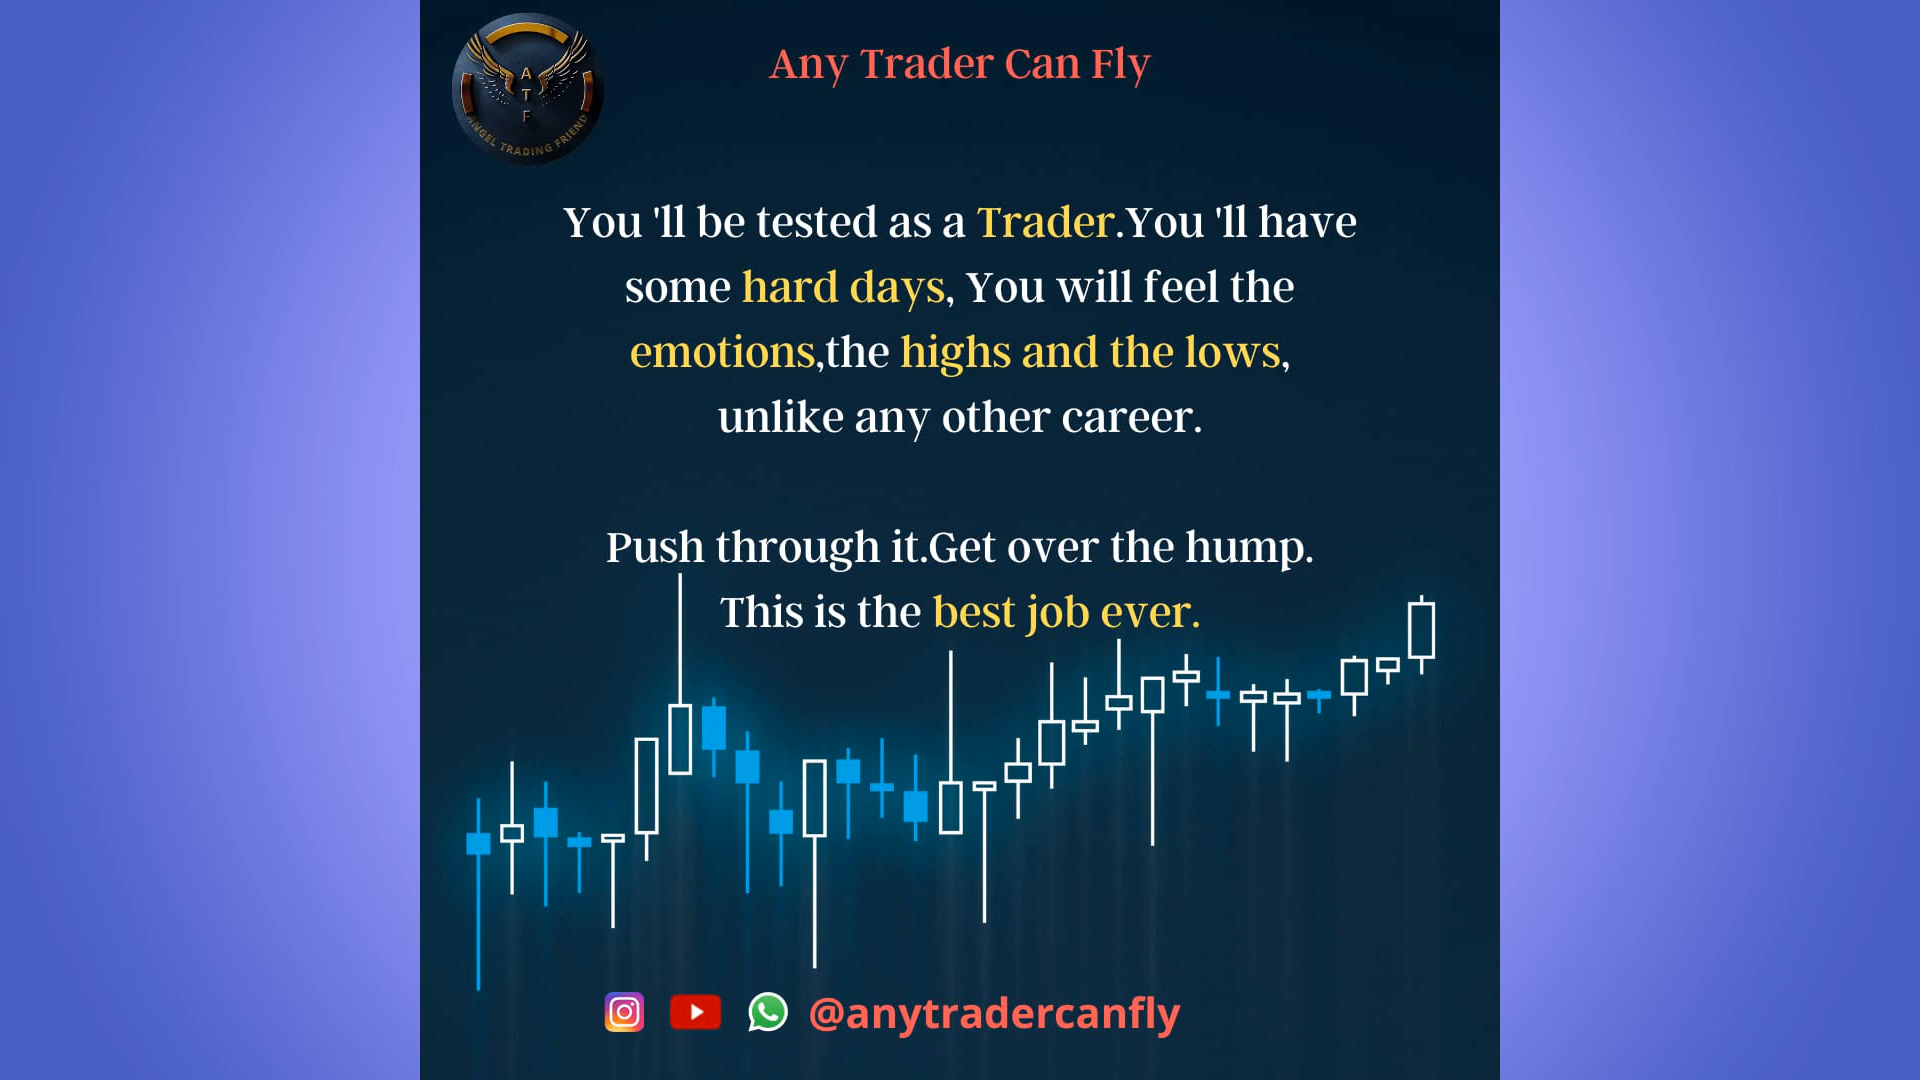 A
T
F
ANGEL TRADING FRIEND
Any Trader Can Fly
You 'll be tested as a Trader.You 'll have
some hard days, You will feel the
emotions,the highs and the lows,
unlike any other career.
Push through it.Get over the hump.
This is the best job ever.
@anytradercanfly